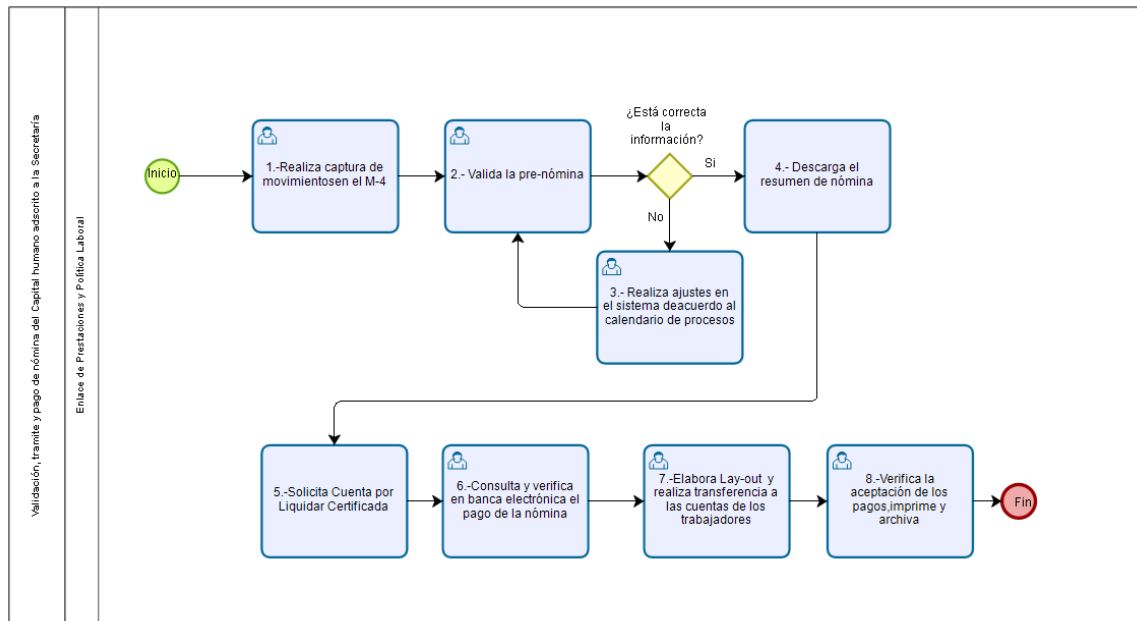 Validación, tramite y pago de nómina del Capital humano adscrito a la Secretaría
Enlace de Prestaciones y Política Laboral
Inicio
1.-Realiza captura de
movimientosen el M-4
2.- Valida la pre-nómina
¿Está correcta
la
información?
Si
No
4.- Descarga el
resumen de nómina
3.- Realiza ajustes en
el sistema deacuerdo al
calendario de procesos
5.-Solicita Cuenta por
Liquidar Certificada
6.-Consulta y verifica
en banca electrónica el
pago de la nómina
7.-Elabora Lay-out y
realiza transferencia a
las cuentas de los
trabajadores
8.-Verifica la
aceptación de los
pagos,imprime y
archiva
Fin